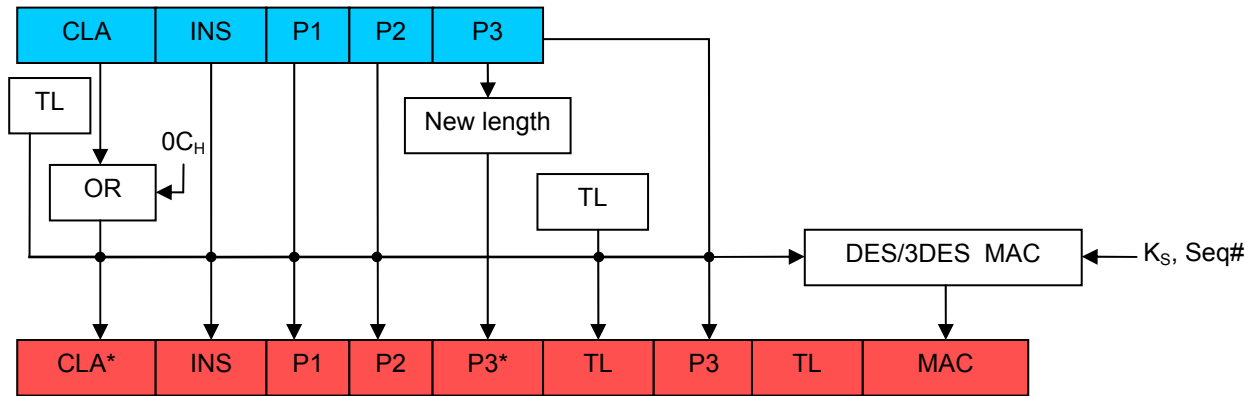 CLA INS P1 P2 P3
TL
New length
0CH
OR
TL
DES/3DES MAC
KS, Seq#
CLA* INS P1 P2 P3* TL P3 TL MAC